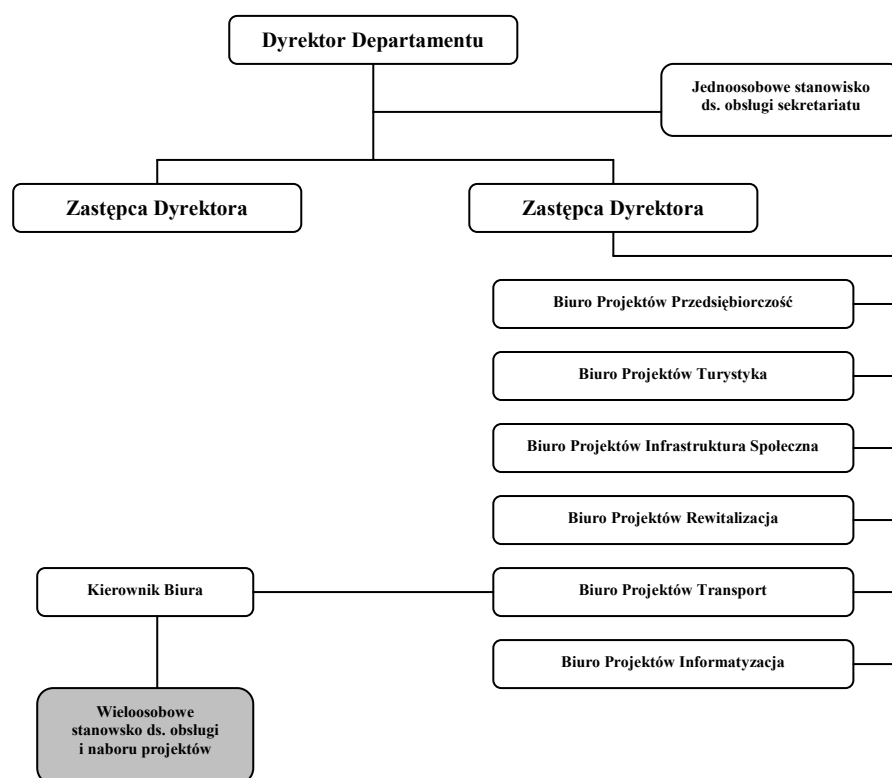 Dyrektor Departamentu
Jednoosobowe stanowisko
ds. obsługi sekretariatu
Zastępca Dyrektora
Zastępca Dyrektora
Biuro Projektów Przedsiębiorczość
Biuro Projektów Turystyka
Biuro Projektów Infrastruktura Społeczna
Biuro Projektów Rewitalizacja
Kierownik Biura
Biuro Projektów Transport
Biuro Projektów Informatyzacja
Wieloosobowe
stanowsko ds. obsługi
i naboru projektów